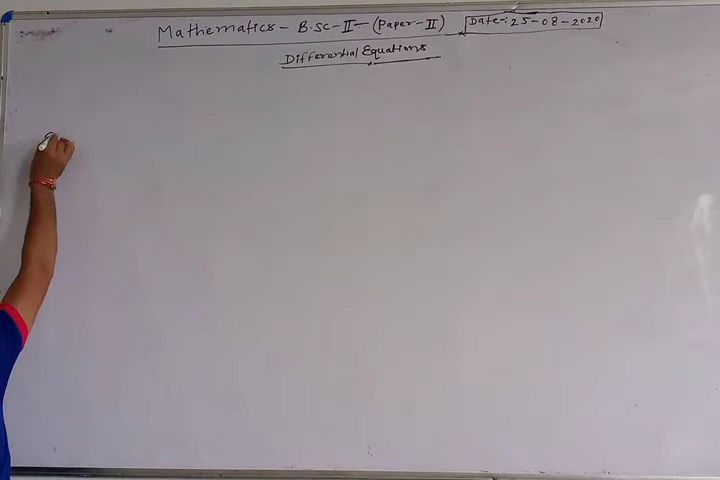 Mathematics - B.Sc - II - (Paper - II) Date-: 25-08-2020
Differential Equations